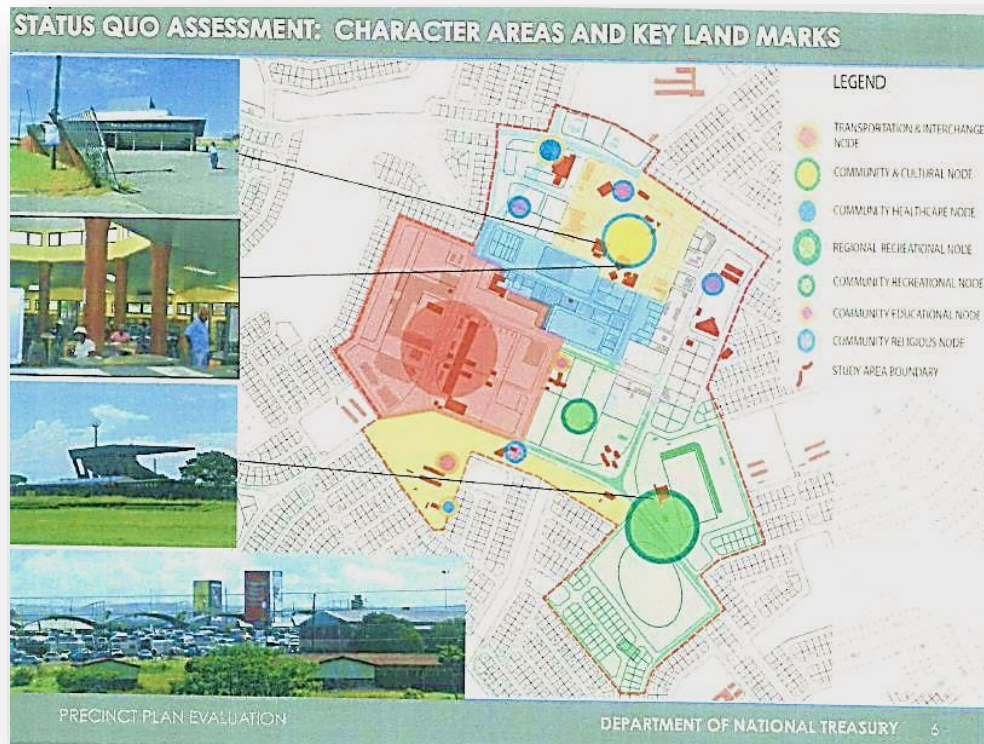 STATUS QUO ASSESSMENT: CHARACTER AREAS AND KEY LAND MARKS
LEGEND
TRANSPORTATION & INTERCHANGE
NODE
COMMUNITY & CULTURAL NODE
COMMUNITY HEALTHCARE NODE
REGIONAL RECREATIONAL NODE
COMMUNITY RECREATIONAL NODE
COMMUNITY EDUCATIONAL NODE
COMMUNITY RELIGIOUS NODE
STUDY AREA BOUNDARY
PRECINCT PLAN EVALUATION
DEPARTMENT OF NATIONAL TREASURY 6